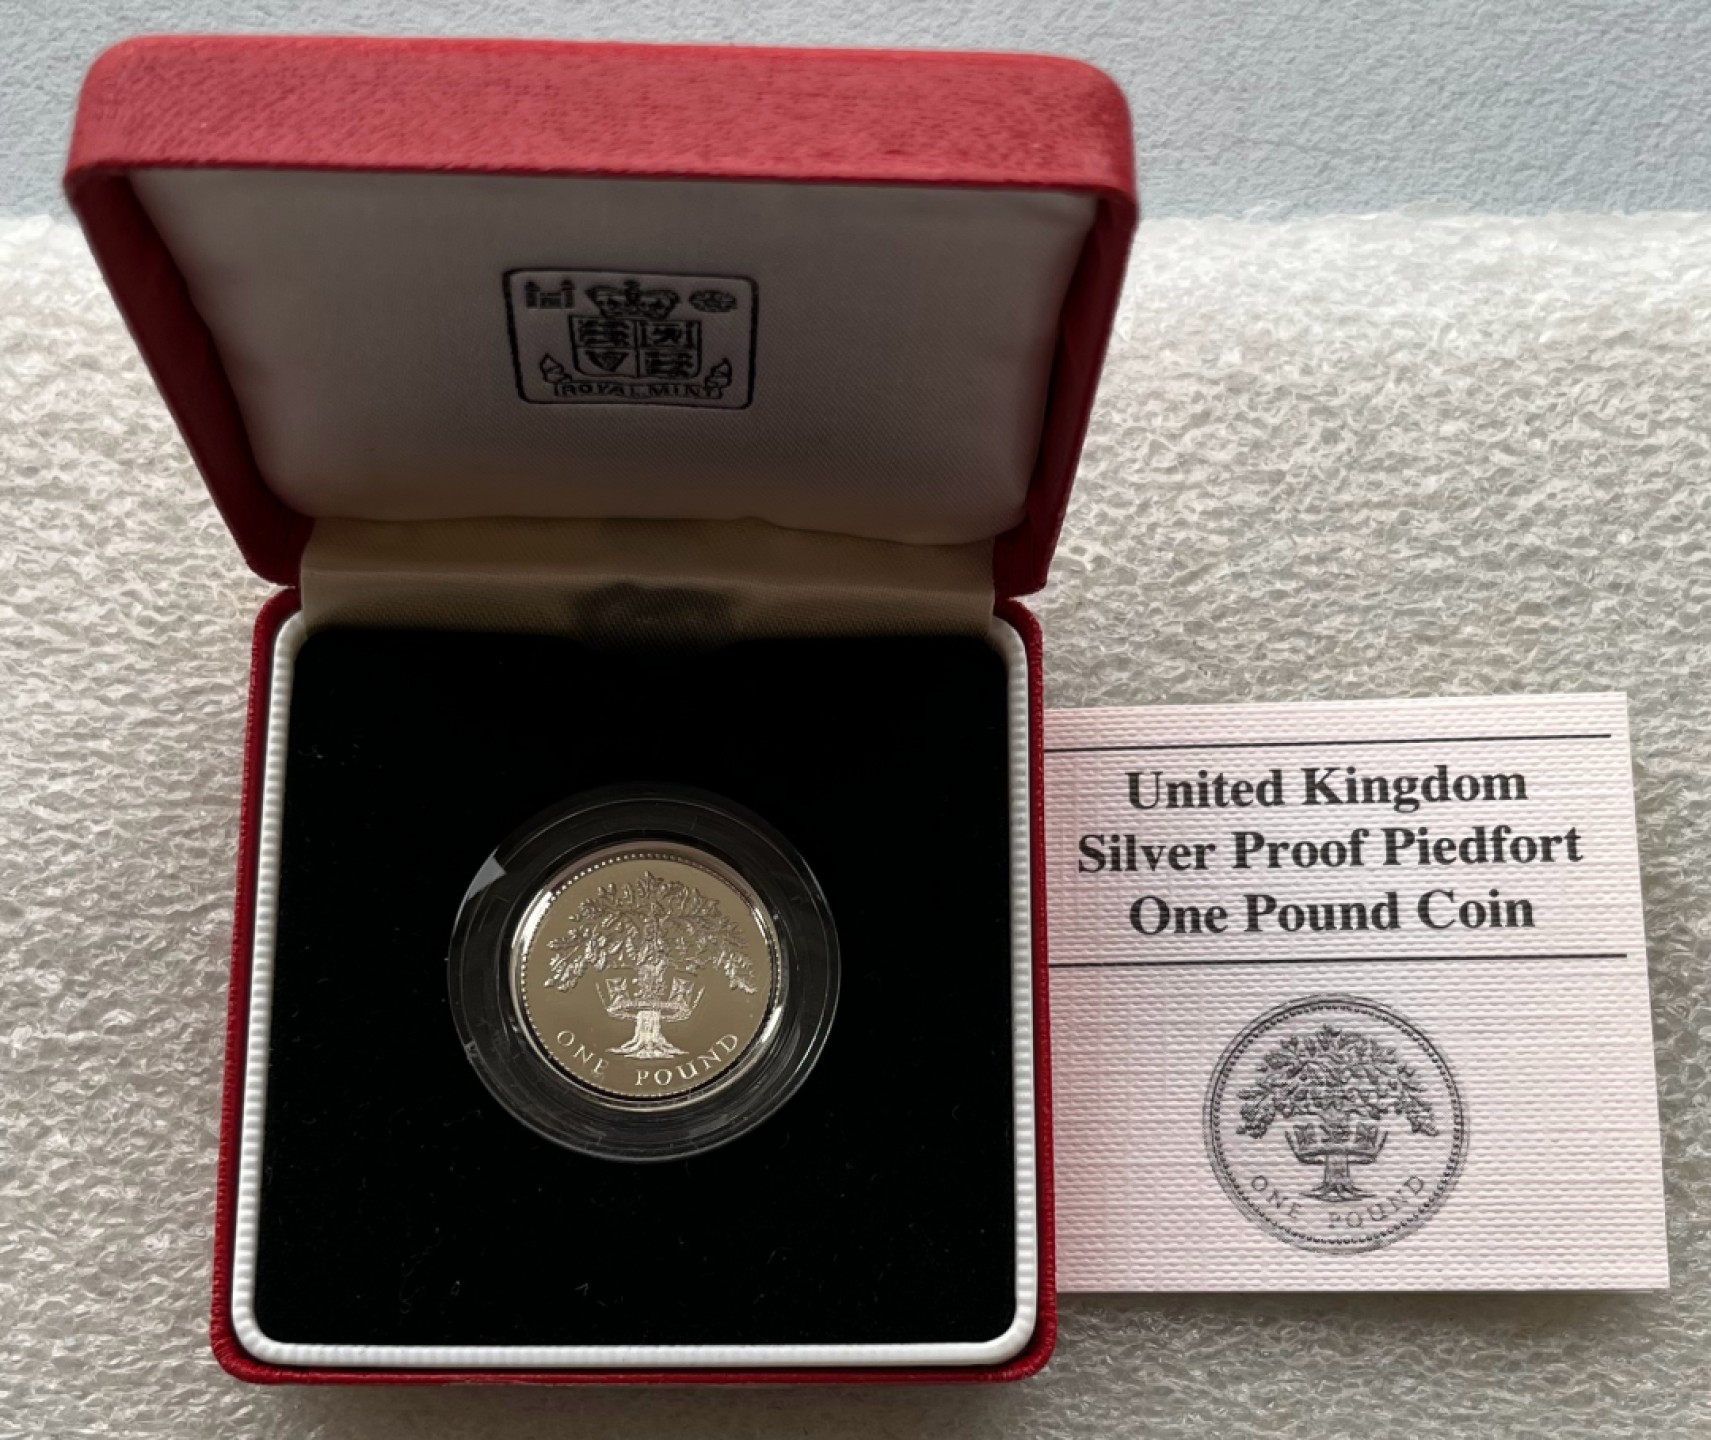 ROYAL MINT
United Kingdom
Silver Proof Piedfort
One Pound Coin
ONE POUND
ONE POUND